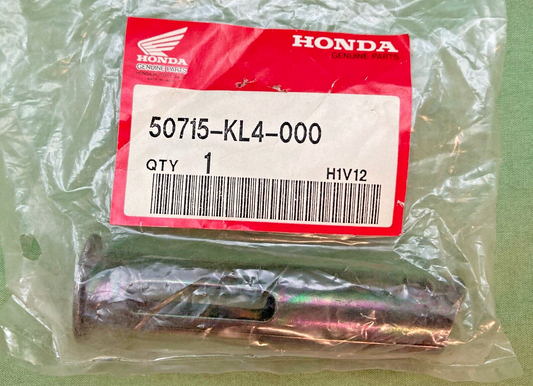 HONDA
GENUINE PARTS
HONDA
GENUINE PARTS
50715-KL4-000
QTY 1
H1V12